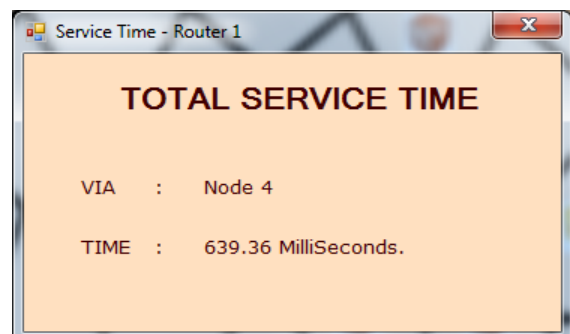 Service Time - Router 1
TOTAL SERVICE TIME
VIA : Node 4
TIME : 639.36 MilliSeconds.